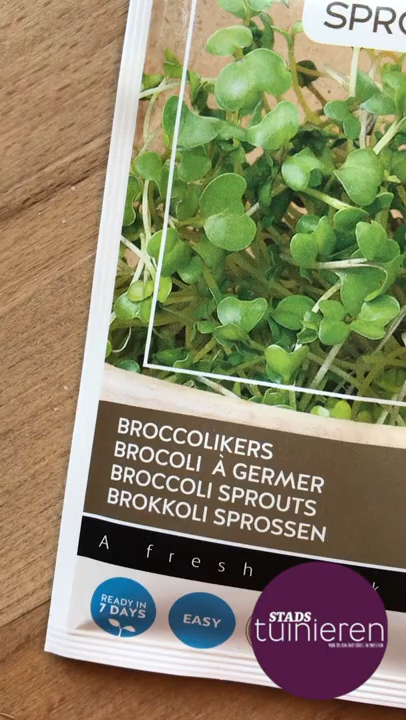 SPRO
BROCCOLIKERS
BROCOLI À GERMER
BROCCOLI SPROUTS
BROKKOLI SPROSSEN
A fresh
READY IN
7 DAYS
EASY
STADS
tuinieren